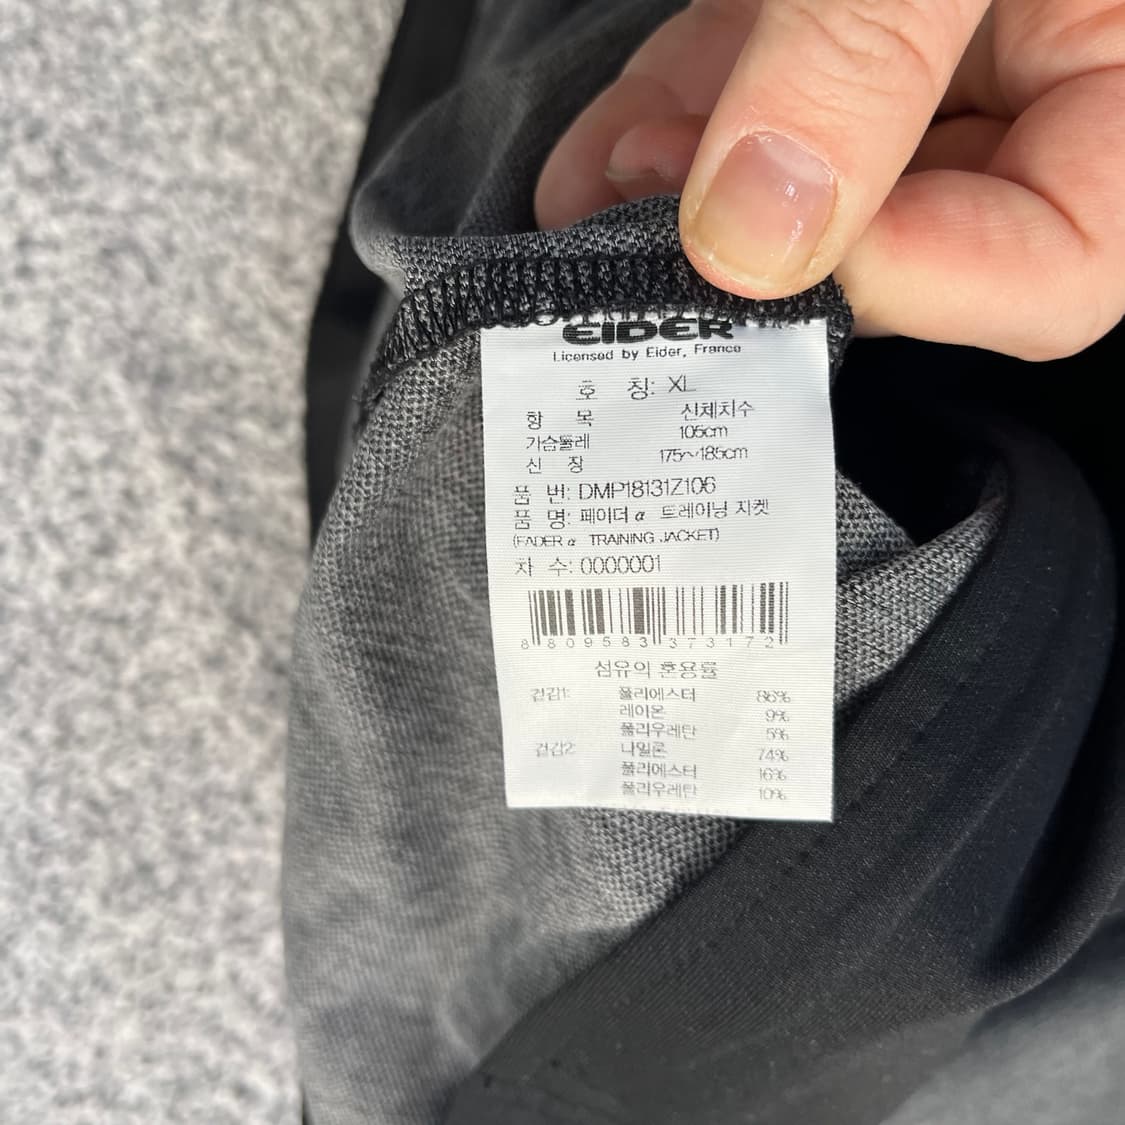 EIDER
Licensed by Eider, France
호 칭: XL
항 목 신체치수
가슴둘레 105cm
신 장 175~185cm
품 번: DMP18131Z106
품 명: 페이더 α 트레이닝 지켓
(FADER α TRAINING JACKET)
차 수: 0000001
8 809583 373172
섬유의 혼용률
겉감1: 폴리에스터 86%
레이온 9%
폴리우레탄 5%
겉감2: 나일론 74%
폴리에스터 16%
폴리우레탄 10%